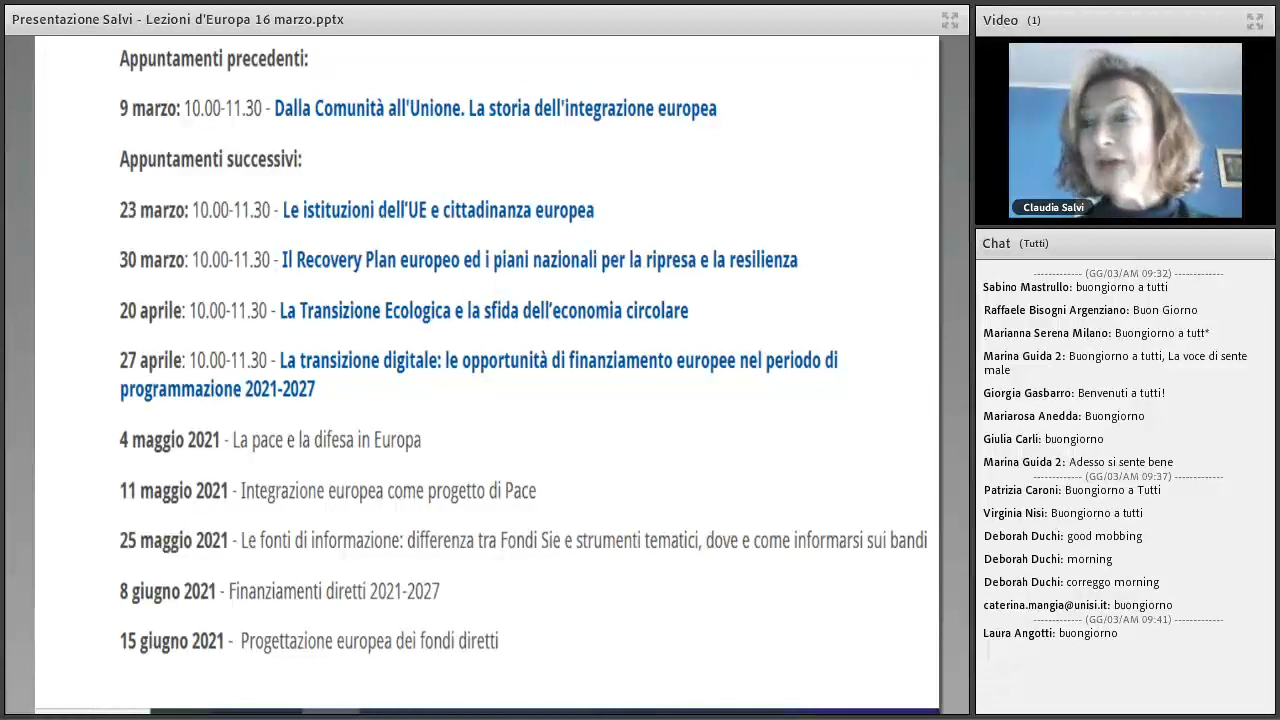 Presentazione Salvi - Lezioni d'Europa 16 marzo.pptx
Appuntamenti precedenti:
9 marzo: 10.00-11.30 - Dalla Comunità all'Unione. La storia dell'integrazione europea
Appuntamenti successivi:
23 marzo: 10.00-11.30 - Le istituzioni dell'UE e cittadinanza europea
30 marzo: 10.00-11.30 - Il Recovery Plan europeo ed i piani nazionali per la ripresa e la resilienza
20 aprile: 10.00-11.30 - La Transizione Ecologica e la sfida dell’economia circolare
27 aprile: 10.00-11.30 - La transizione digitale: le opportunità di finanziamento europee nel periodo di
programmazione 2021-2027
4 maggio 2021 - La pace e la difesa in Europa
11 maggio 2021 - Integrazione europea come progetto di Pace
25 maggio 2021 - Le fonti di informazione: differenza tra Fondi Sie e strumenti tematici, dove e come informarsi sui bandi
8 giugno 2021 - Finanziamenti diretti 2021-2027
15 giugno 2021 - Progettazione europea dei fondi diretti
Video (1)
Claudia Salvi
Chat (Tutti)
------------- (GG/03/AM 09:32) -------------
Sabino Mastrullo: buongiorno a tutti
Raffaele Bisogni Argenziano: Buon Giorno
Marianna Serena Milano: Buongiorno a tutt*
Marina Guida 2: Buongiorno a tutti, La voce di sente
male
Giorgia Gasbarro: Benvenuti a tutti!
Mariarosa Anedda: Buongiorno
Giulia Carli: buongiorno
Marina Guida 2: Adesso si sente bene
------------- (GG/03/AM 09:37) -------------
Patrizia Caroni: Buongiorno a Tutti
Virginia Nisi: Buongiorno a tutti
Deborah Duchi: good mobbing
Deborah Duchi: morning
Deborah Duchi: correggo morning
caterina.mangia@unisi.it: buongiorno
------------- (GG/03/AM 09:41) -------------
Laura Angotti: buongiorno